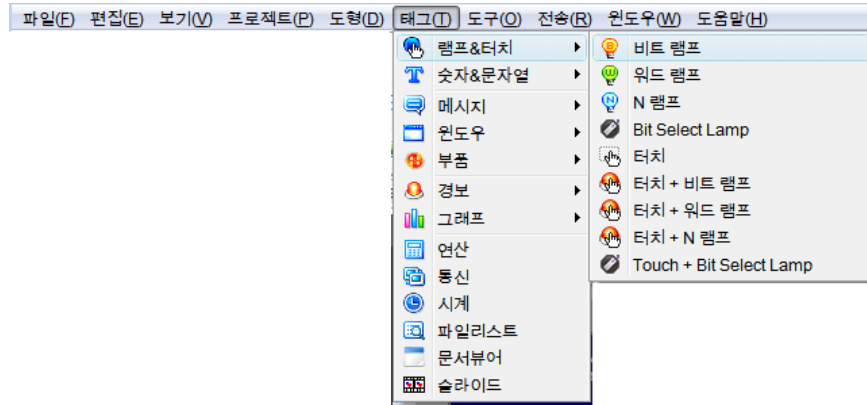 파일(F) 편집(E) 보기(V) 프로젝트(P) 도형(D) 태그(T) 도구(O) 전송(R) 윈도우(W) 도움말(H)
램프&터치
숫자&문자열
메시지
윈도우
부품
경보
그래프
연산
통신
시계
파일리스트
문서뷰어
슬라이드
비트 램프
워드 램프
N 램프
Bit Select Lamp
터치
터치 + 비트 램프
터치 + 워드 램프
터치 + N 램프
Touch + Bit Select Lamp